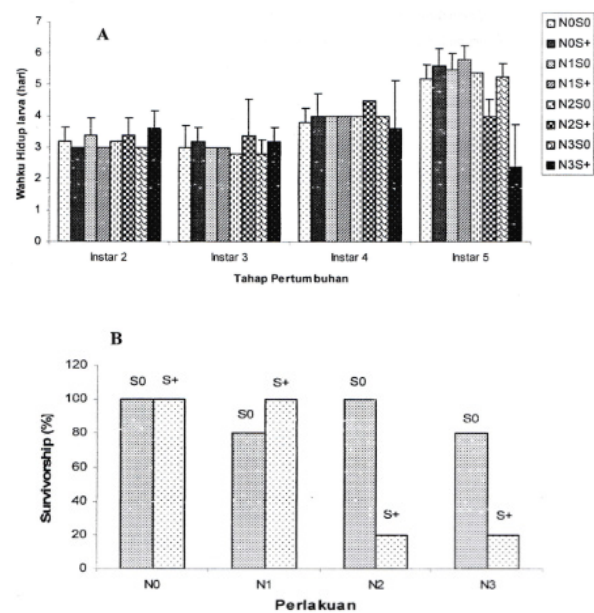 A
7
6
5
4
3
2
1
0
Wahku Hidup larva (hari)
Instar 2 Instar 3 Instar 4 Instar 5
Tahap Pertumbuhan
N0S0
N0S+
N1S0
N1S+
N2S0
N2S+
N3S0
N3S+
B
120
100
80
60
40
20
0
Survivorship (%)
S0 S+
S0 S+
S0 S+
S0 S+
N0 N1 N2 N3
Perlakuan